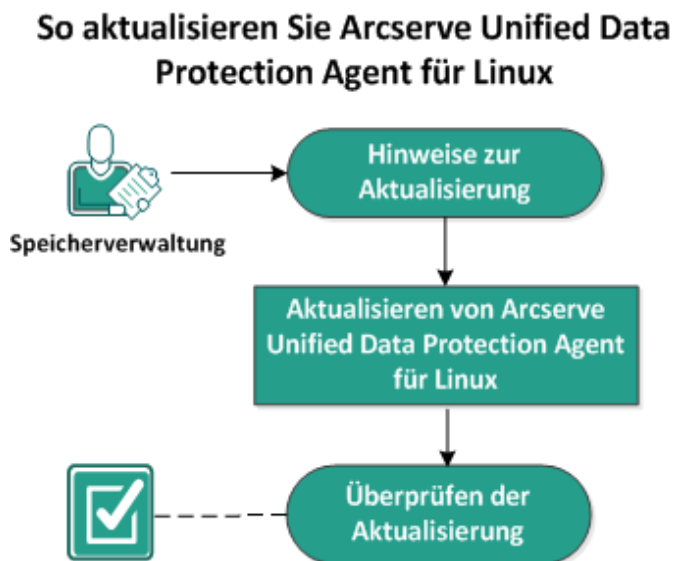 So aktualisieren Sie Arcserve Unified Data
Protection Agent für Linux
Hinweise zur
Aktualisierung
Speicherverwaltung
Aktualisieren von Arcserve
Unified Data Protection Agent
für Linux
Überprüfen der
Aktualisierung